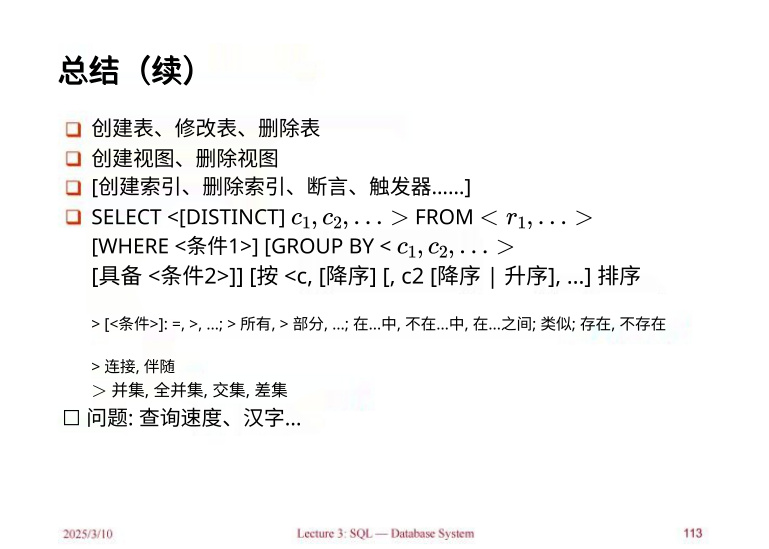 总结（续）
创建表、修改表、删除表
创建视图、删除视图
[创建索引、删除索引、断言、触发器……]
SELECT <[DISTINCT] c₁, c₂, . . . > FROM < r₁, . . . >
[WHERE <条件1>] [GROUP BY < c₁, c₂, . . . >
[具备 <条件2>]] [按 <c, [降序] [, c2 [降序 | 升序], ...] 排序
> [<条件>]: =, >, ...; > 所有, > 部分, ...; 在...中, 不在...中, 在...之间; 类似; 存在, 不存在
> 连接, 伴随
> 并集, 全并集, 交集, 差集
☐ 问题: 查询速度、汉字...
2025/3/10
Lecture 3: SQL — Database System
113